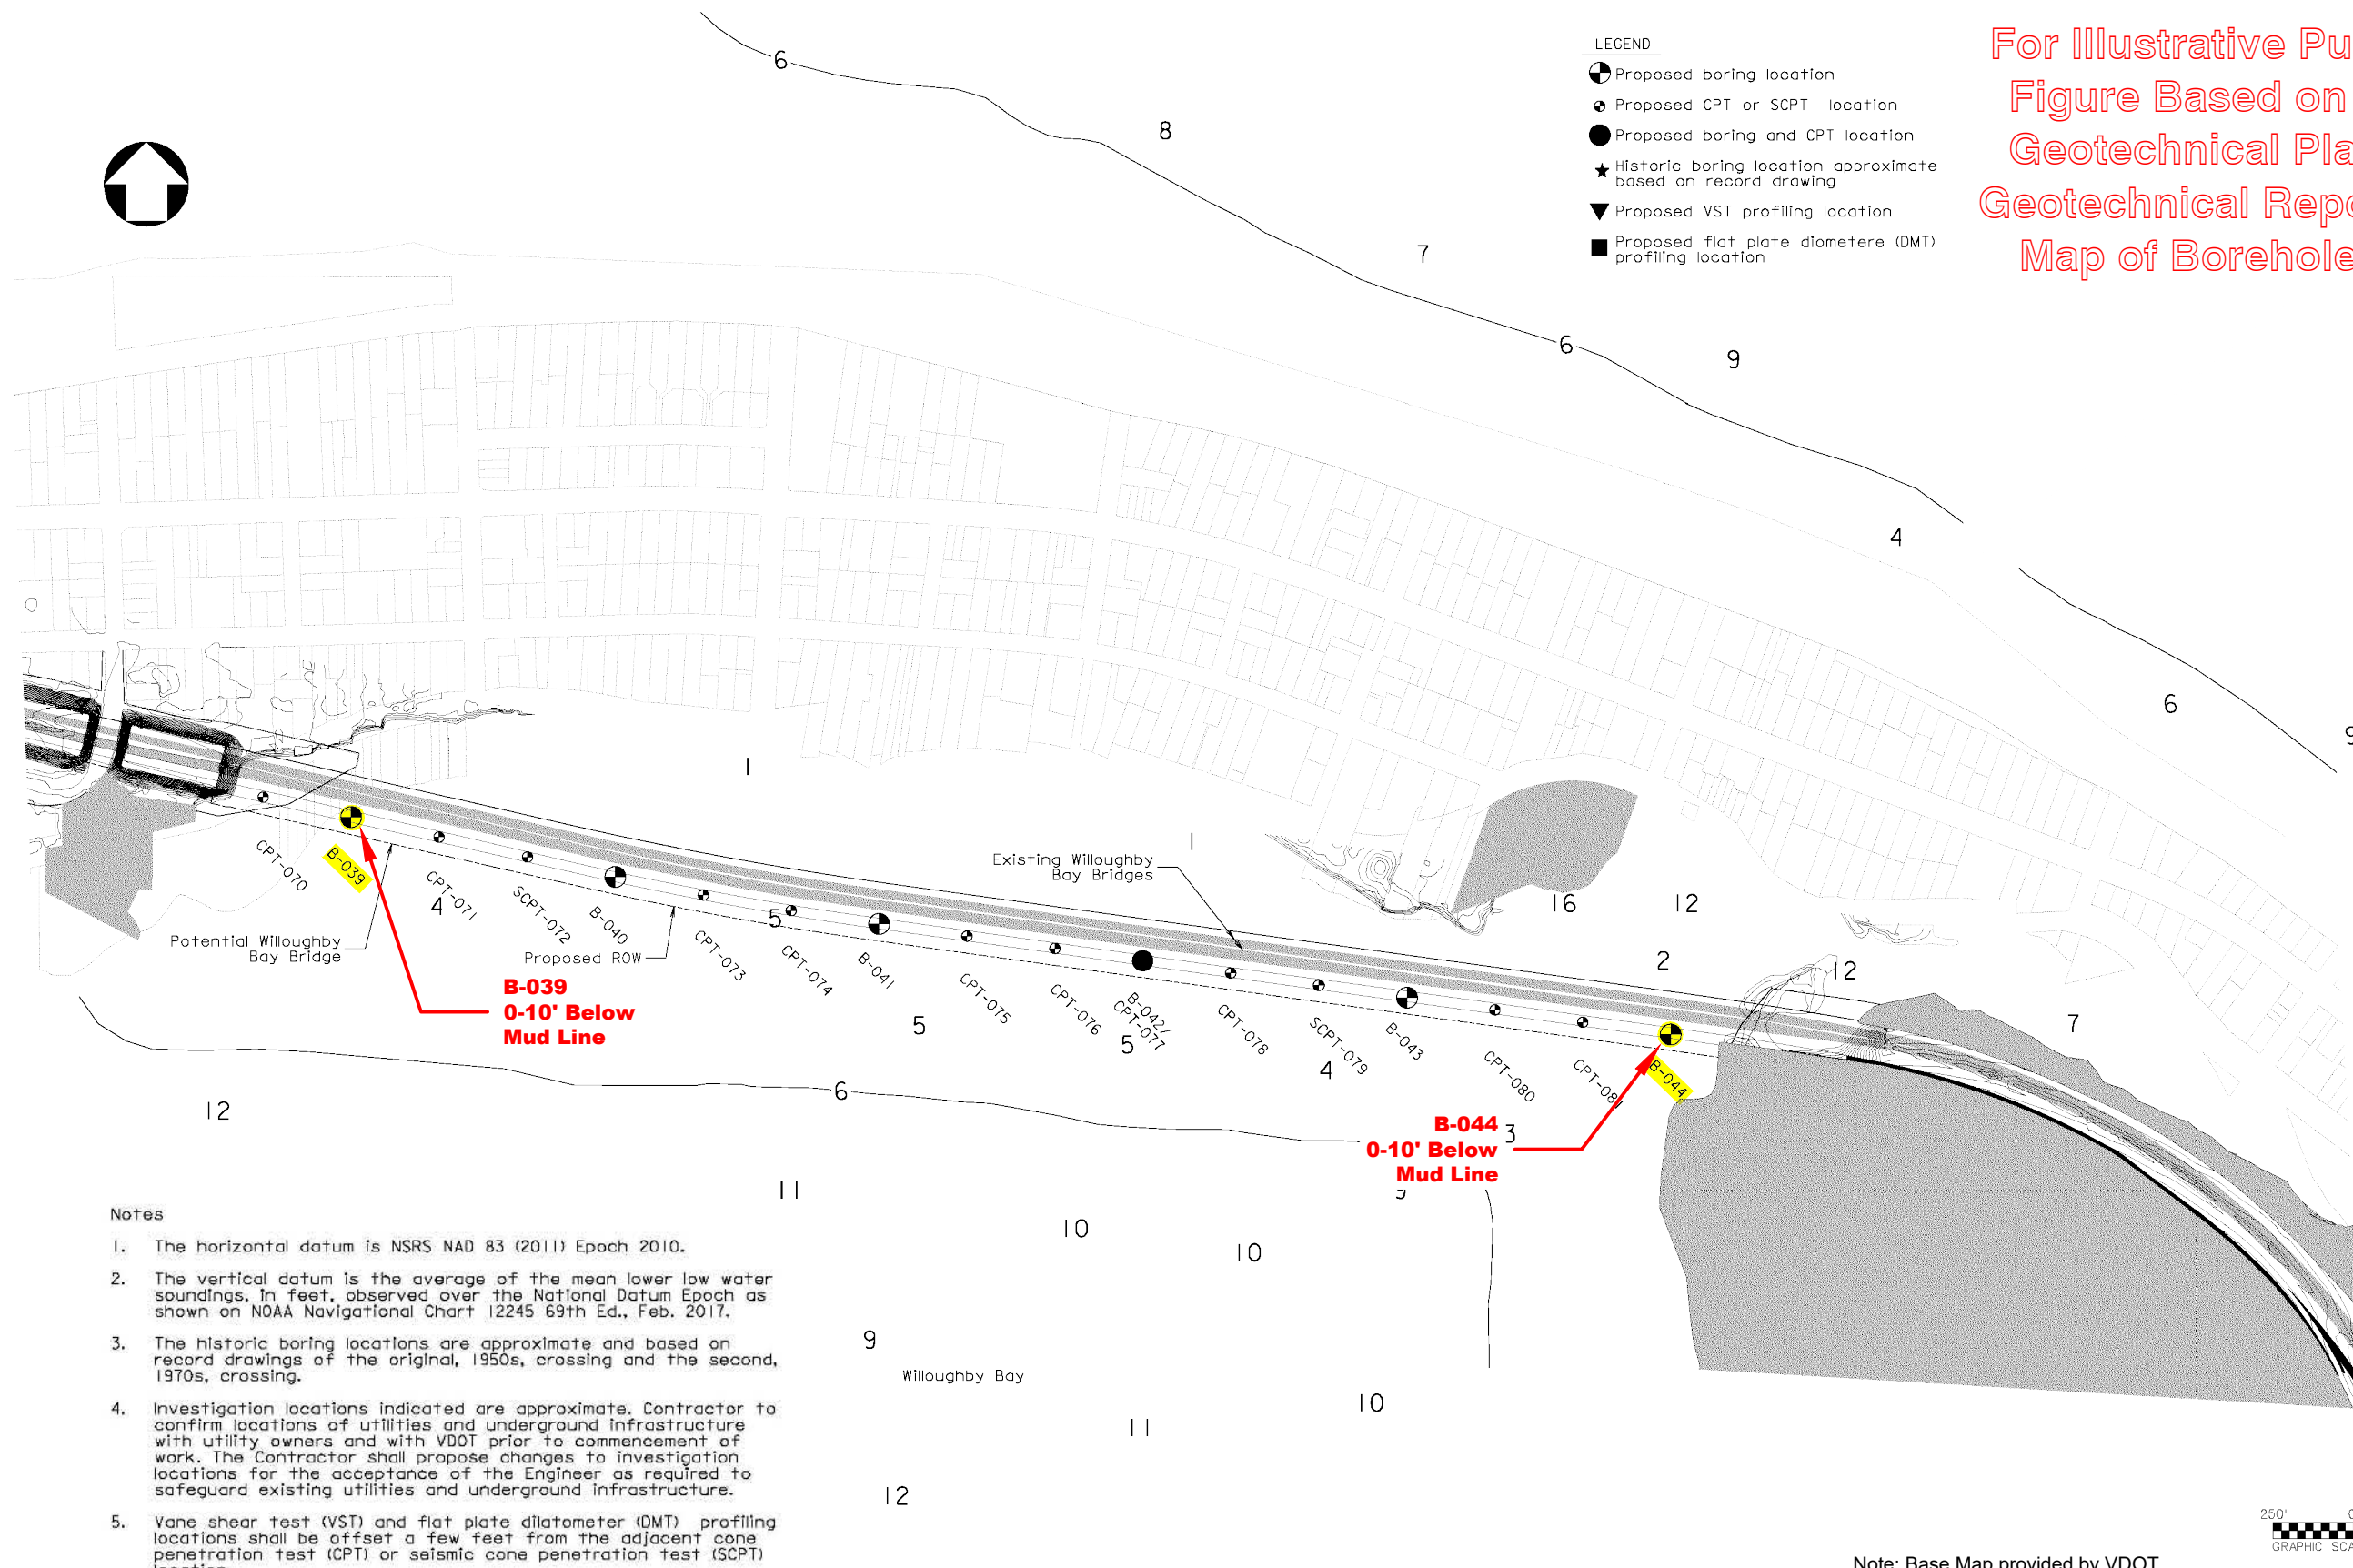 LEGEND
Proposed boring location
Proposed CPT or SCPT location
Proposed boring and CPT location
Historic boring location approximate
based on record drawing
Proposed VST profiling location
Proposed flat plate diometere (DMT)
profiling location
For Illustrative Pu
Figure Based on
Geotechnical Pla
Geotechnical Repo
Map of Borehole
6
8
7
6
9
4
6
9
1
1
16
12
2
12
7
Existing Willoughby
Bay Bridges
CPT-070
B-039
CPT-071
4
SCPT-072
B-040
CPT-073
5
CPT-074
B-041
CPT-075
CPT-076
B-042/
CPT-077
CPT-078
SCPT-079
B-043
CPT-080
CPT-081
B-044
Potential Willoughby
Bay Bridge
Proposed ROW
B-039
0-10' Below
Mud Line
5
5
4
6
12
B-044
0-10' Below
Mud Line
3
11
10
10
9
Willoughby Bay
10
11
12
Notes
1. The horizontal datum is NSRS NAD 83 (2011) Epoch 2010.
2. The vertical datum is the average of the mean lower low water
soundings, in feet, observed over the National Datum Epoch as
shown on NOAA Navigational Chart 12245 69th Ed., Feb. 2017.
3. The historic boring locations are approximate and based on
record drawings of the original, 1950s, crossing and the second,
1970s, crossing.
4. Investigation locations indicated are approximate. Contractor to
confirm locations of utilities and underground infrastructure
with utility owners and with VDOT prior to commencement of
work. The Contractor shall propose changes to investigation
locations for the acceptance of the Engineer as required to
safeguard existing utilities and underground infrastructure.
5. Vane shear test (VST) and flat plate dilatometer (DMT) profiling
locations shall be offset a few feet from the adjacent cone
penetration test (CPT) or seismic cone penetration test (SCPT)
250'
GRAPHIC SCA
Note: Base Map provided by VDOT